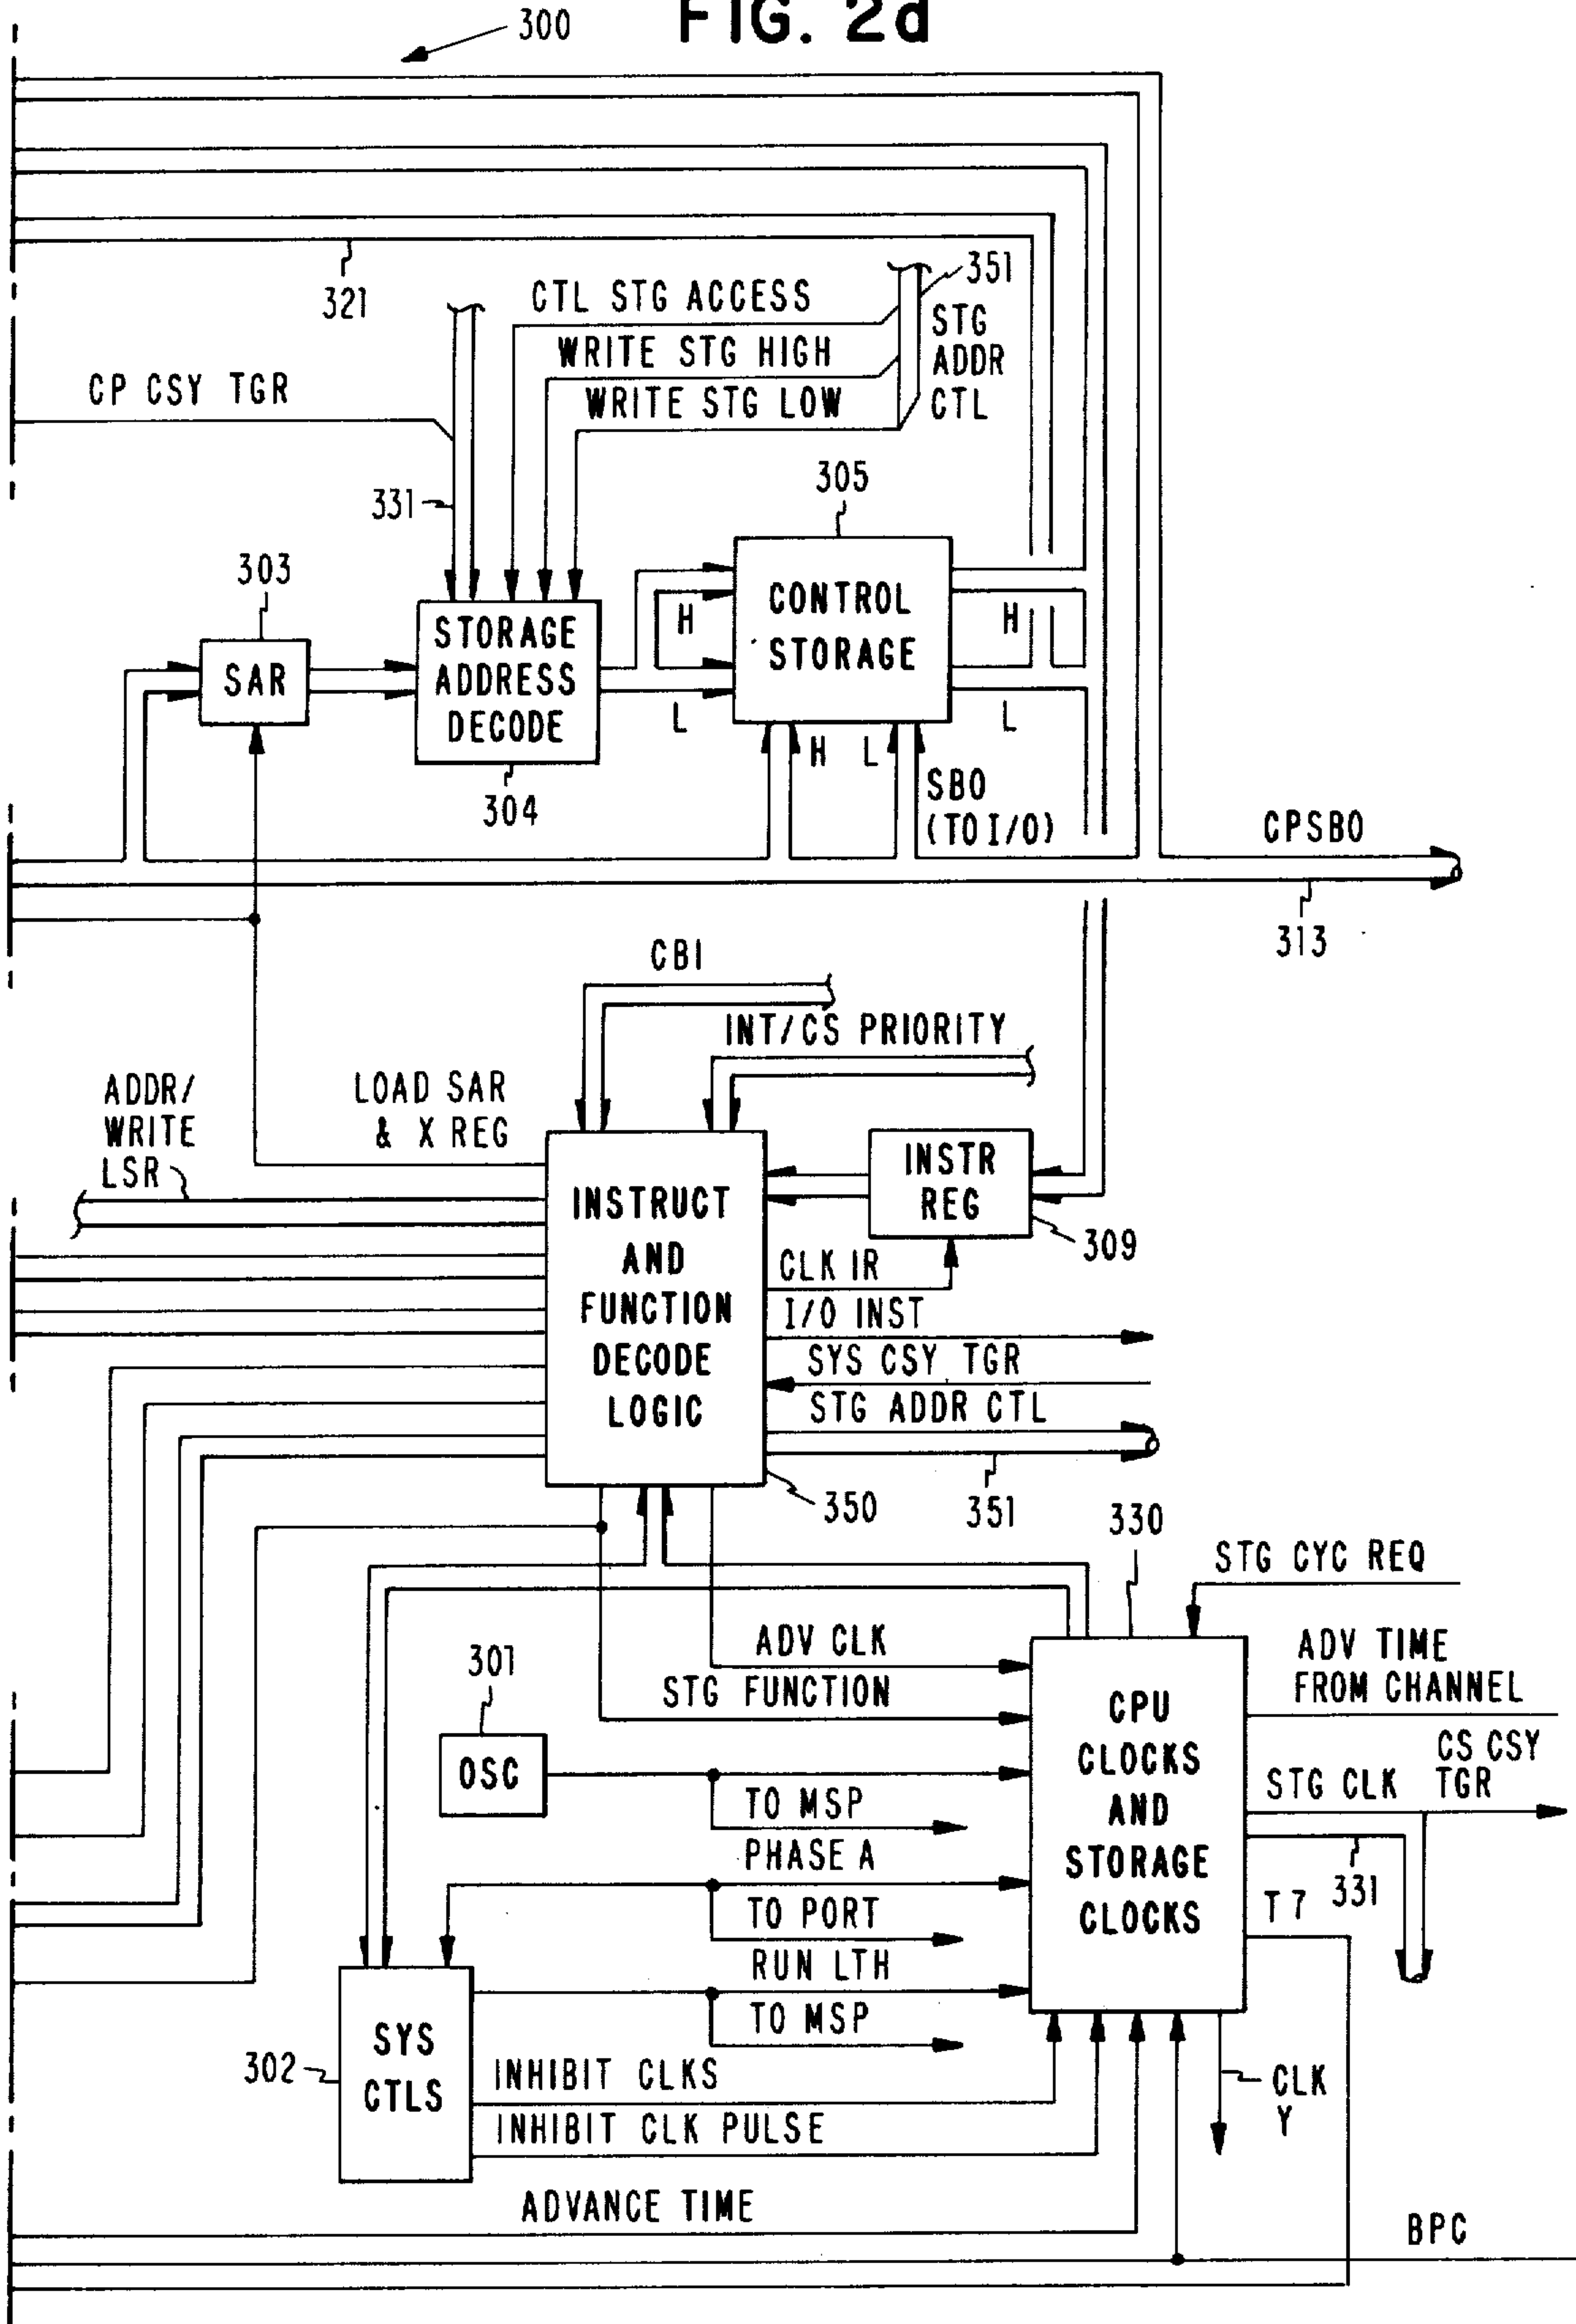 FIG. 2d
300
321
CTL STG ACCESS
351
STG
ADDR
CTL
WRITE STG HIGH
WRITE STG LOW
CP CSY TGR
331
305
303
CONTROL
STORAGE
H
H
STORAGE
ADDRESS
DECODE
SAR
L
L
H L
304
SBO
(TO I/O)
CPSBO
313
CBI
INT/CS PRIORITY
ADDR/
WRITE
LSR
LOAD SAR
& X REG
INSTR
REG
309
INSTRUCT
AND
FUNCTION
DECODE
LOGIC
CLK IR
I/O INST
SYS CSY TGR
STG ADDR CTL
350
351
330
STG CYC REQ
ADV CLK
STG FUNCTION
ADV TIME
FROM CHANNEL
301
OSC
CPU
CLOCKS
AND
STORAGE
CLOCKS
CS CSY
TGR
STG CLK
TO MSP
PHASE A
331
T 7
TO PORT
RUN LTH
TO MSP
SYS
CTLS
302
INHIBIT CLKS
INHIBIT CLK PULSE
CLK
Y
ADVANCE TIME
BPC